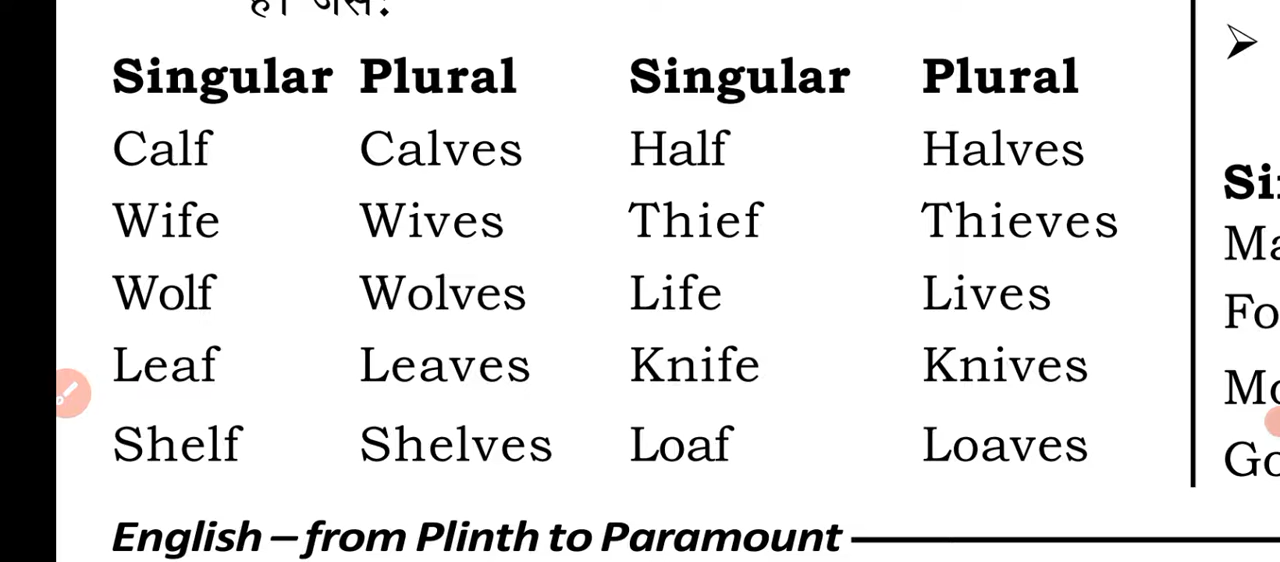 है। जैसे:
Singular Plural Singular Plural
Calf Calves Half Halves
Wife Wives Thief Thieves
Wolf Wolves Life Lives
Leaf Leaves Knife Knives
Shelf Shelves Loaf Loaves
English – from Plinth to Paramount